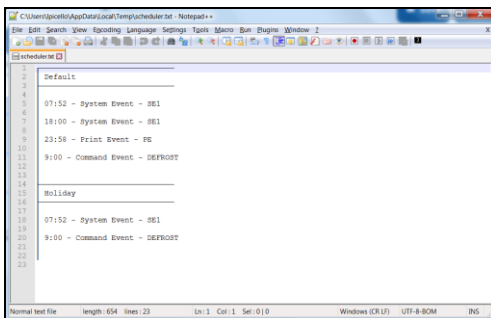 C:\Users\lpicello\AppData\Local\Temp\scheduler.txt - Notepad++
File Edit Search View Encoding Language Settings Tools Macro Run Plugins Window ? X
scheduler.txt
1
2 Default
3
4
5 07:52 - System Event - SE1
6
7 18:00 - System Event - SE1
8
9 23:58 - Print Event - PE
10
11 9:00 - Command Event - DEFROST
12
13
14
15 Holiday
16
17
18 07:52 - System Event - SE1
19
20 9:00 - Command Event - DEFROST
21
22
23
Normal text file length : 654 lines : 23 Ln : 1 Col : 1 Sel : 0 | 0 Windows (CR LF) UTF-8-BOM INS